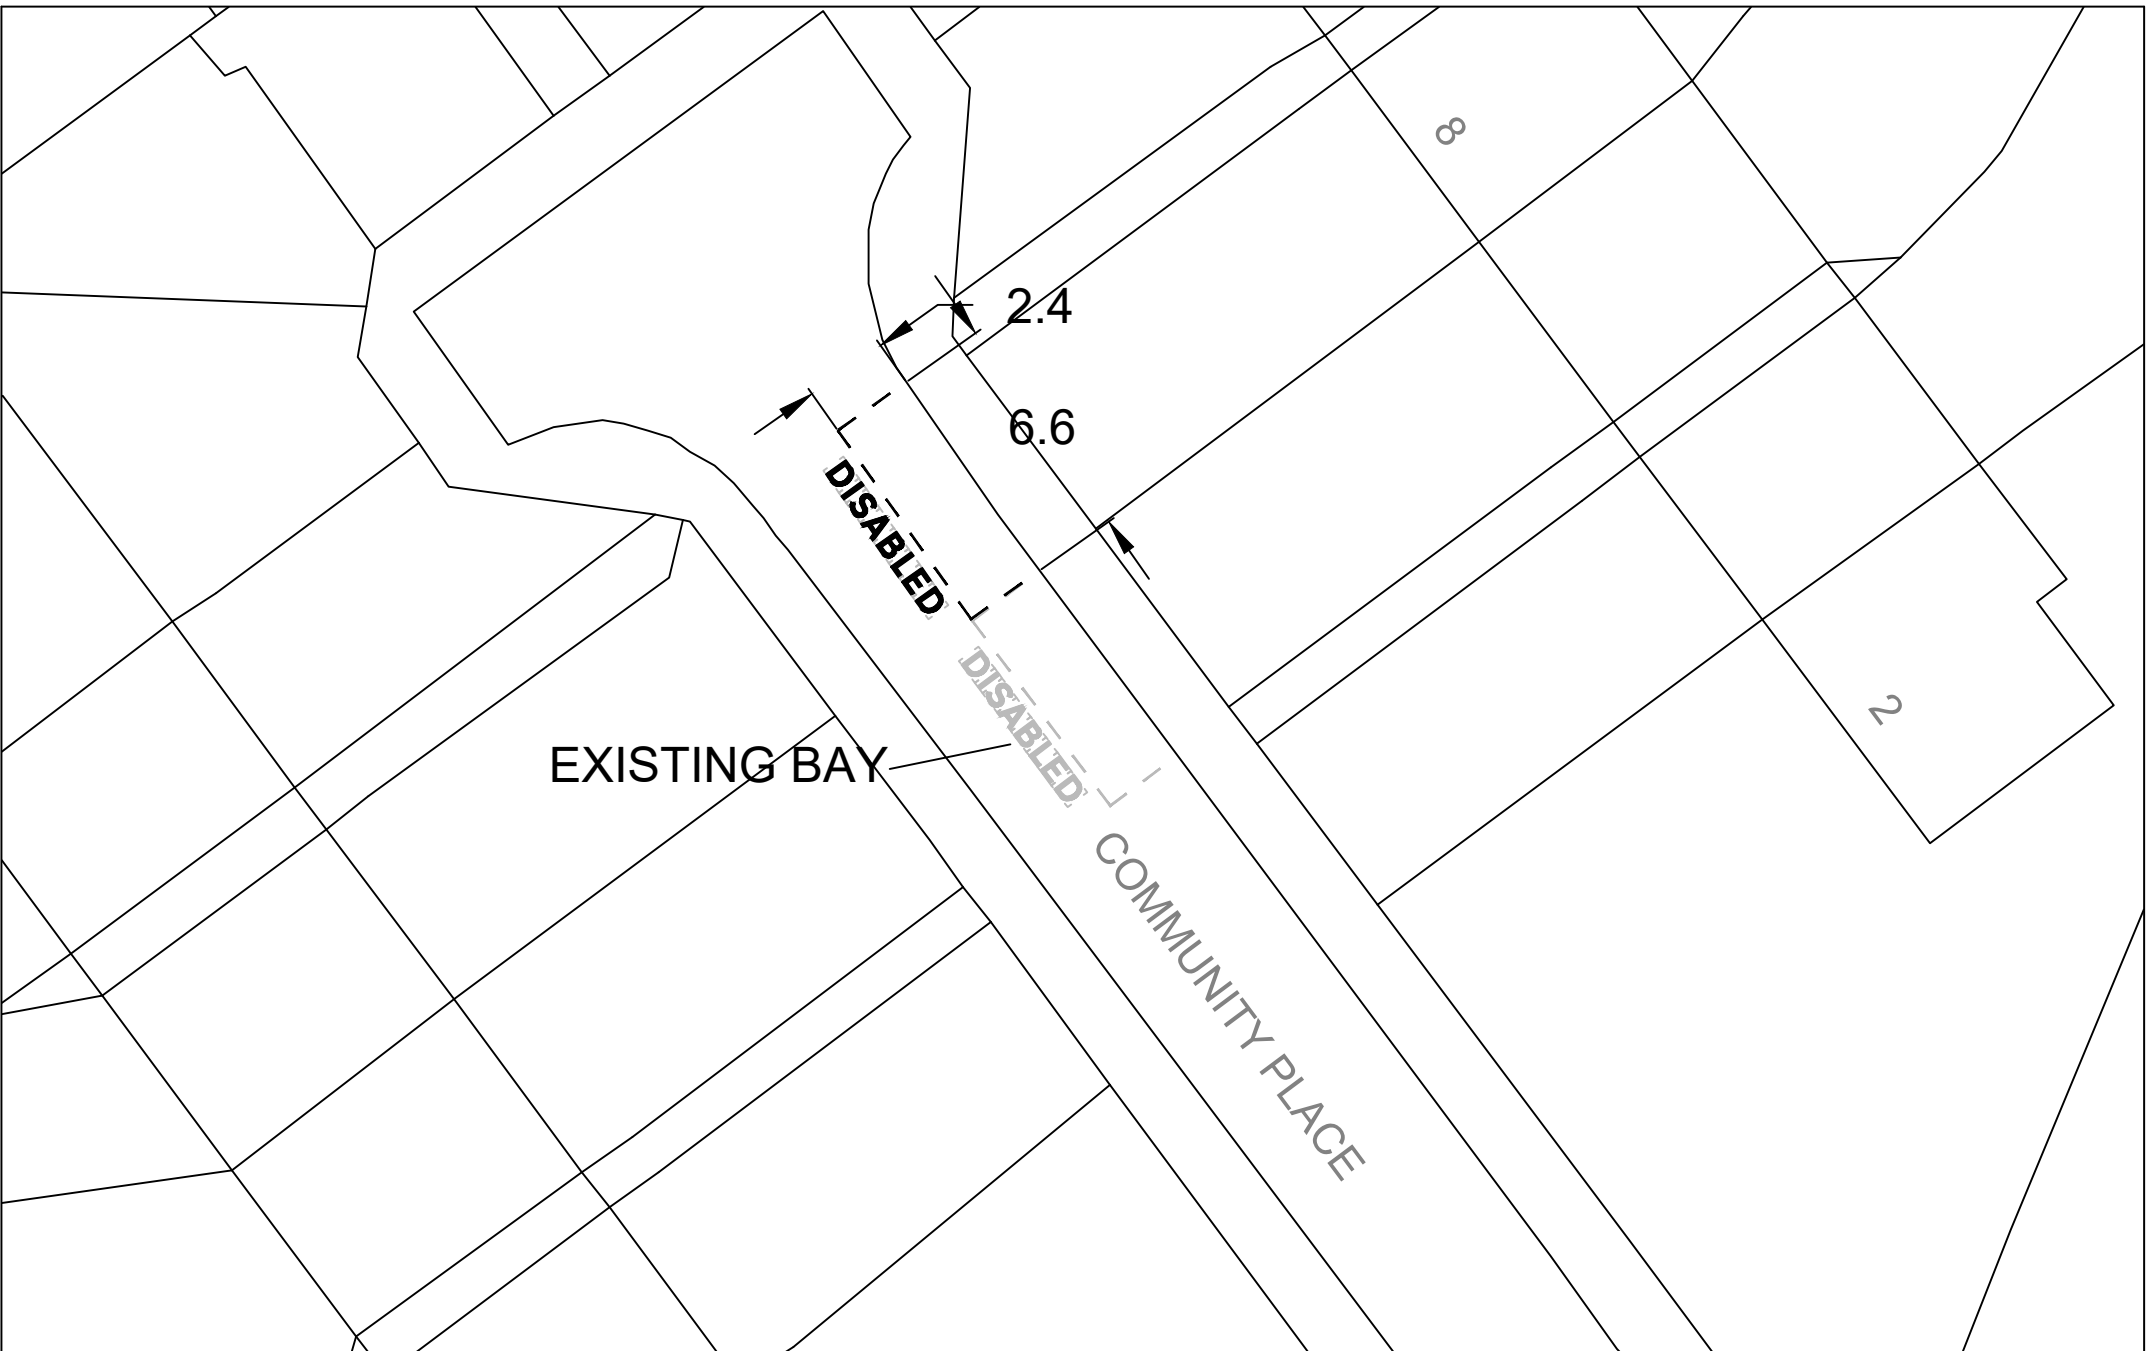 8
2.4
6.6
DISABLED
DISABLED
2
EXISTING BAY
COMMUNITY PLACE